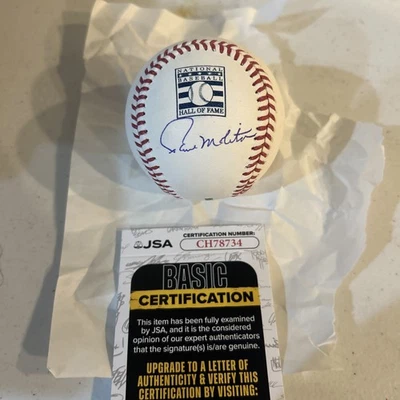 NATIONAL
BASEBALL
HALL OF FAME
Paul Molitor
JSA
CERTIFICATION NUMBER:
CH78734
BASIC
CERTIFICATION
This item has been fully examined
by JSA, and it is the considered
opinion of our expert authenticators
that the signature(s) is/are genuine.
UPGRADE TO A LETTER OF
AUTHENTICITY & VERIFY THIS
CERTIFICATION BY VISITING: